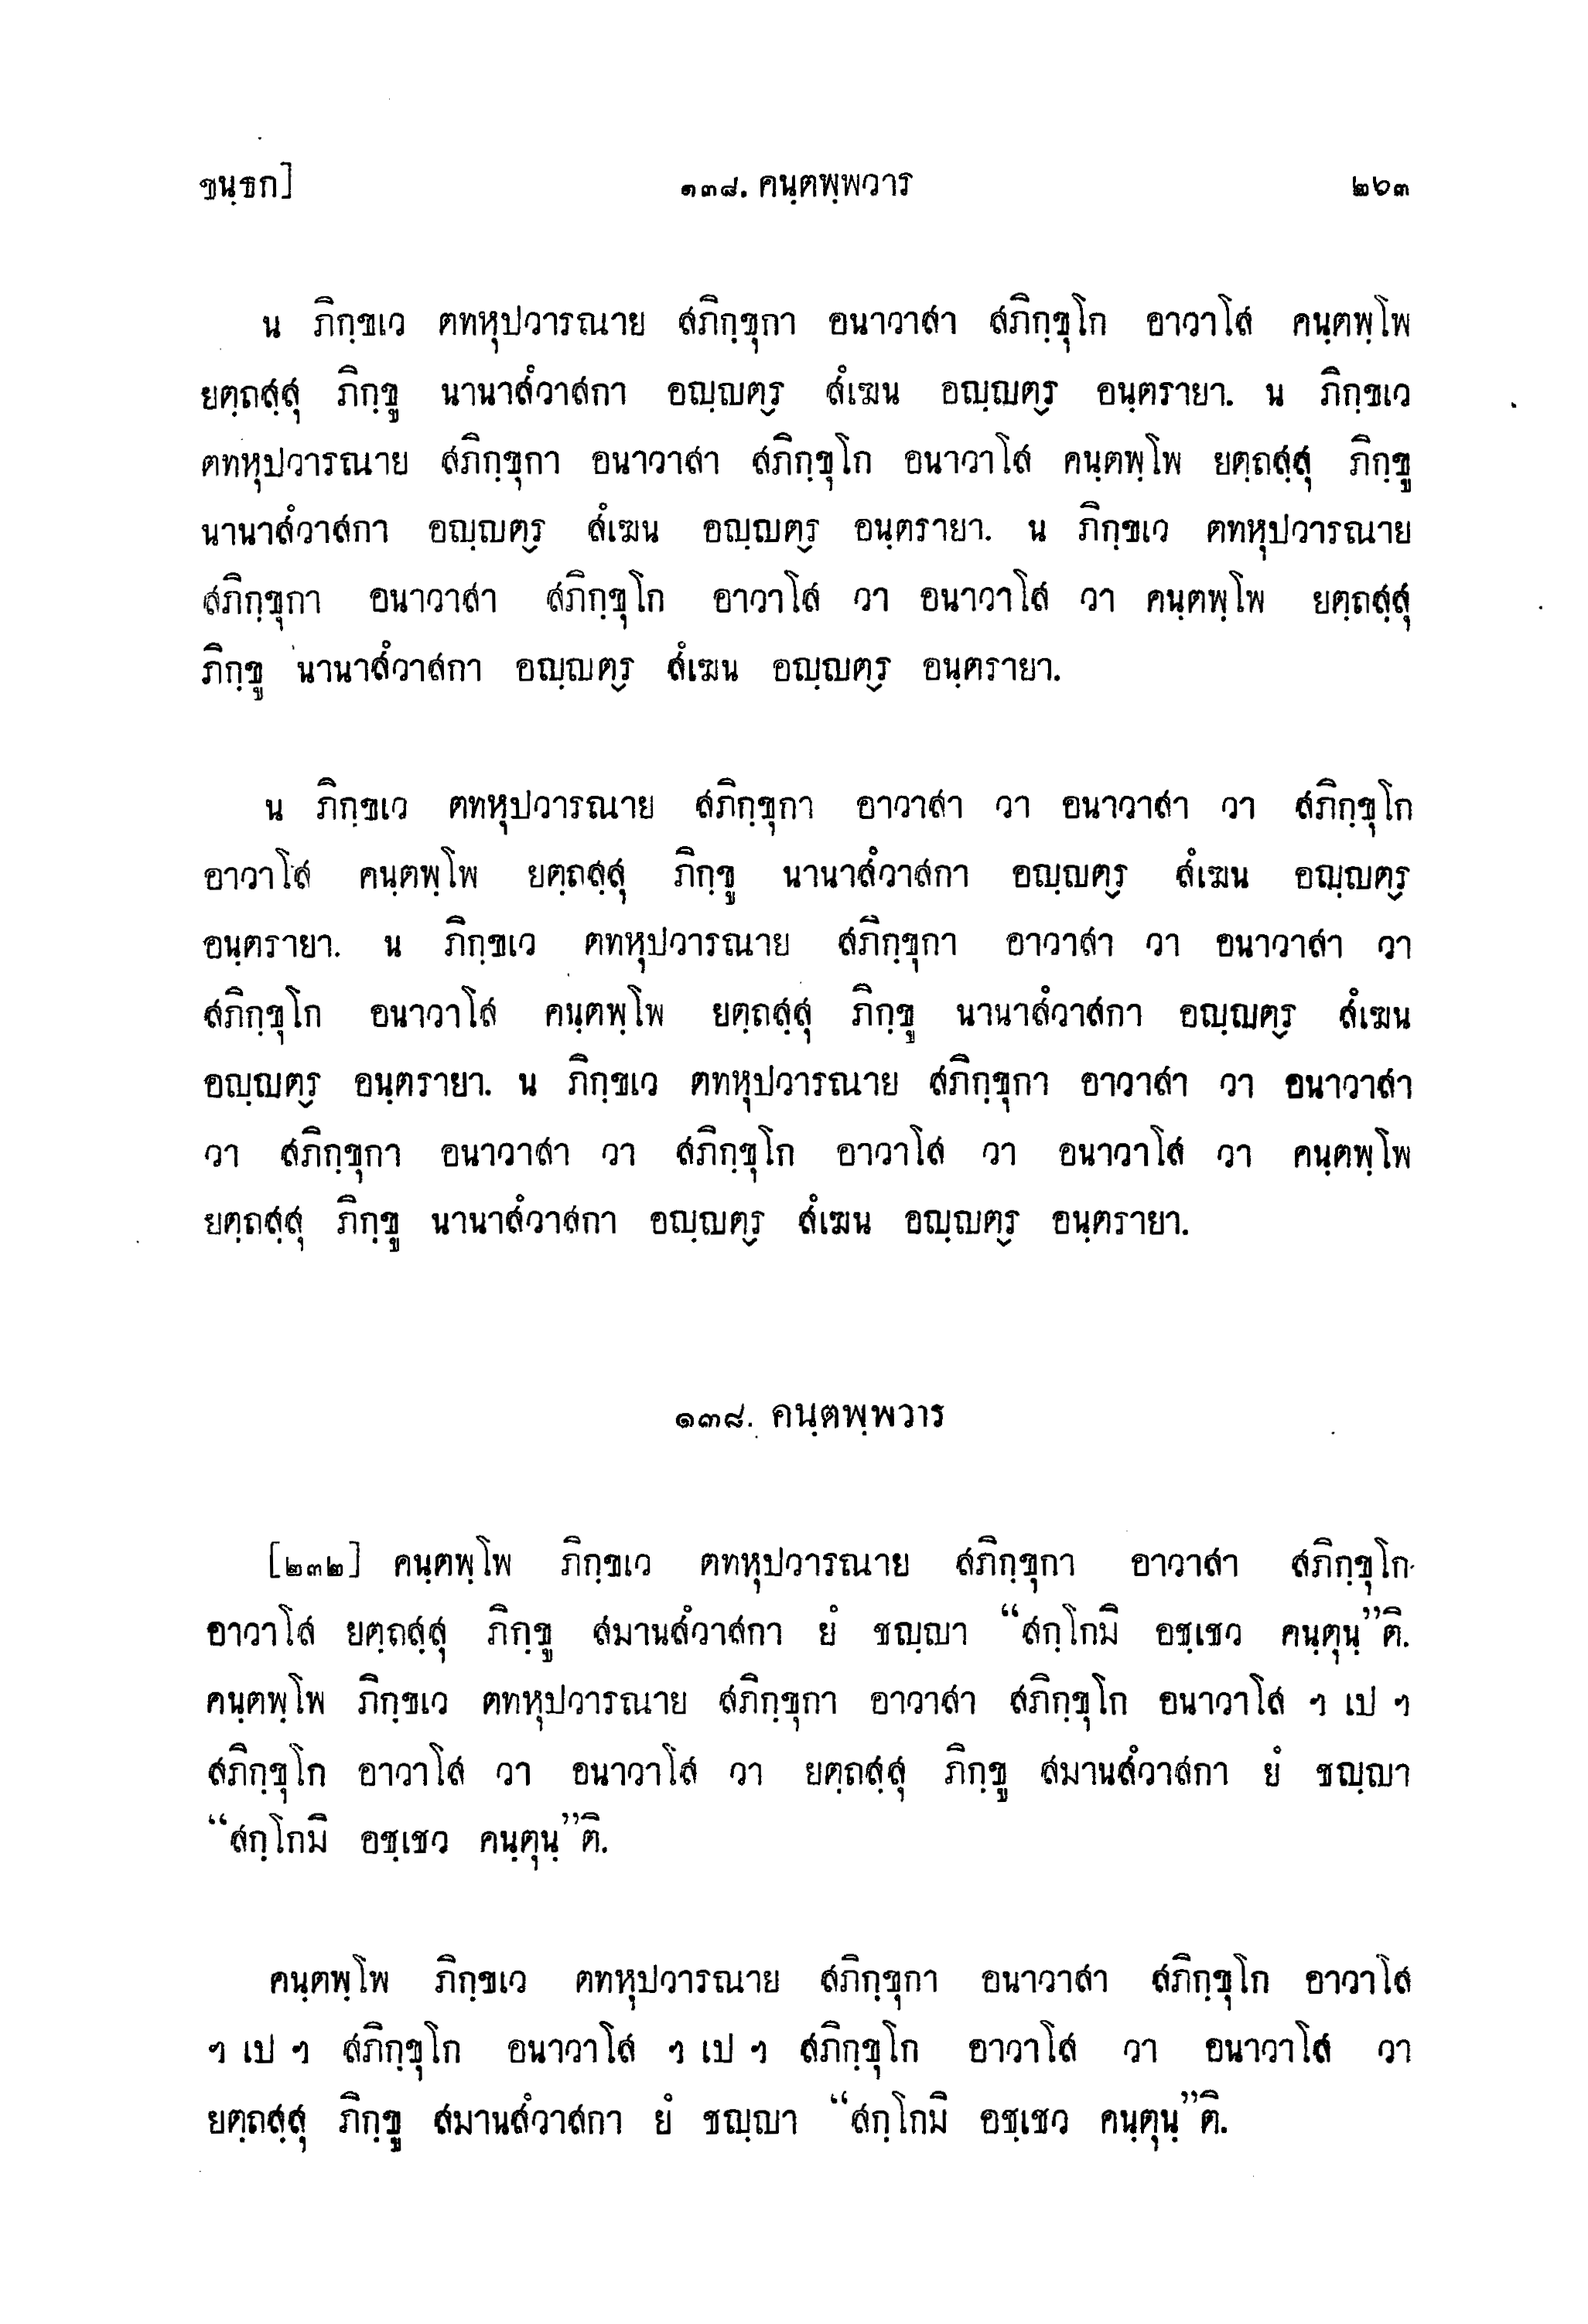 ขนฺธก]
๑๓๘. คนฺตพฺพวาร
๒๖๓
น ภิกฺขเว ตทหุปวารณาย สภิกฺขุกา อนาวาสา สภิกฺขุโก อาวาโส คนฺตพฺโพ
ยตฺถสฺสุ ภิกฺขู นานาสํวาสกา อญฺญตฺร สํเฆน อญฺญตฺร อนฺตรายา. น ภิกฺขเว
ตทหุปวารณาย สภิกฺขุกา อนาวาสา สภิกฺขุโก อนาวาโส คนฺตพฺโพ ยตฺถสฺสุ ภิกฺขู
นานาสํวาสกา อญฺญตฺร สํเฆน อญฺญตฺร อนฺตรายา. น ภิกฺขเว ตทหุปวารณาย
สภิกฺขุกา อนาวาสา สภิกฺขุโก อาวาโส วา อนาวาโส วา คนฺตพฺโพ ยตฺถสฺสุ
ภิกฺขู นานาสํวาสกา อญฺญตฺร สํเฆน อญฺญตฺร อนฺตรายา.
น ภิกฺขเว ตทหุปวารณาย สภิกฺขุกา อาวาสา วา อนาวาสา วา สภิกฺขุโก
อาวาโส คนฺตพฺโพ ยตฺถสฺสุ ภิกฺขู นานาสํวาสกา อญฺญตฺร สํเฆน อญฺญตฺร
อนฺตรายา. น ภิกฺขเว ตทหุปวารณาย สภิกฺขุกา อาวาสา วา อนาวาสา วา
สภิกฺขุโก อนาวาโส คนฺตพฺโพ ยตฺถสฺสุ ภิกฺขู นานาสํวาสกา อญฺญตฺร สํเฆน
อญฺญตฺร อนฺตรายา. น ภิกฺขเว ตทหุปวารณาย สภิกฺขุกา อาวาสา วา อนาวาสา
วา สภิกฺขุกา อนาวาสา วา สภิกฺขุโก อาวาโส วา อนาวาโส วา คนฺตพฺโพ
ยตฺถสฺสุ ภิกฺขู นานาสํวาสกา อญฺญตฺร สํเฆน อญฺญตฺร อนฺตรายา.
๑๓๘. คนฺตพฺพวาร
[๒๓๒] คนฺตพฺโพ ภิกฺขเว ตทหุปวารณาย สภิกฺขุกา อาวาสา สภิกฺขุโก
อาวาโส ยตฺถสฺสุ ภิกฺขู สมานสํวาสกา ยํ ชญฺญา “สกฺโกมิ อชฺเชว คนฺตุนฺ”ติ.
คนฺตพฺโพ ภิกฺขเว ตทหุปวารณาย สภิกฺขุกา อาวาสา สภิกฺขุโก อนาวาโส ฯ เป ฯ
สภิกฺขุโก อาวาโส วา อนาวาโส วา ยตฺถสฺสุ ภิกฺขู สมานสํวาสกา ยํ ชญฺญา
“สกฺโกมิ อชฺเชว คนฺตุนฺ”ติ.
คนฺตพฺโพ ภิกฺขเว ตทหุปวารณาย สภิกฺขุกา อนาวาสา สภิกฺขุโก อาวาโส
ฯ เป ฯ สภิกฺขุโก อนาวาโส ฯ เป ฯ สภิกฺขุโก อาวาโส วา อนาวาโส วา
ยตฺถสฺสุ ภิกฺขู สมานสํวาสกา ยํ ชญฺญา “สกฺโกมิ อชฺเชว คนฺตุนฺ”ติ.